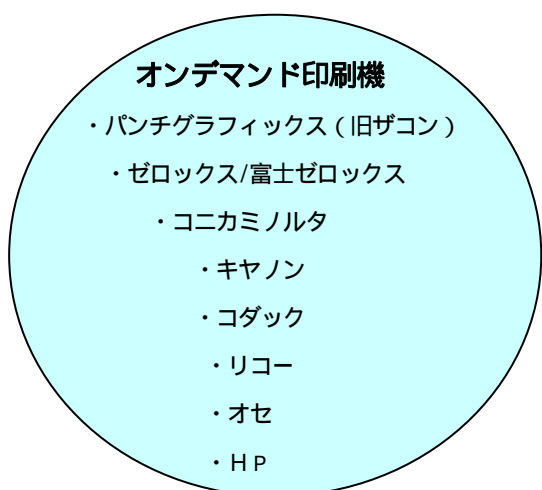 オンデマンド印刷機
・パンチグラフィックス(旧ザコン)
・ゼロックス/富士ゼロックス
・コニカミノルタ
・キヤノン
・コダック
・リコー
・オセ
・HP